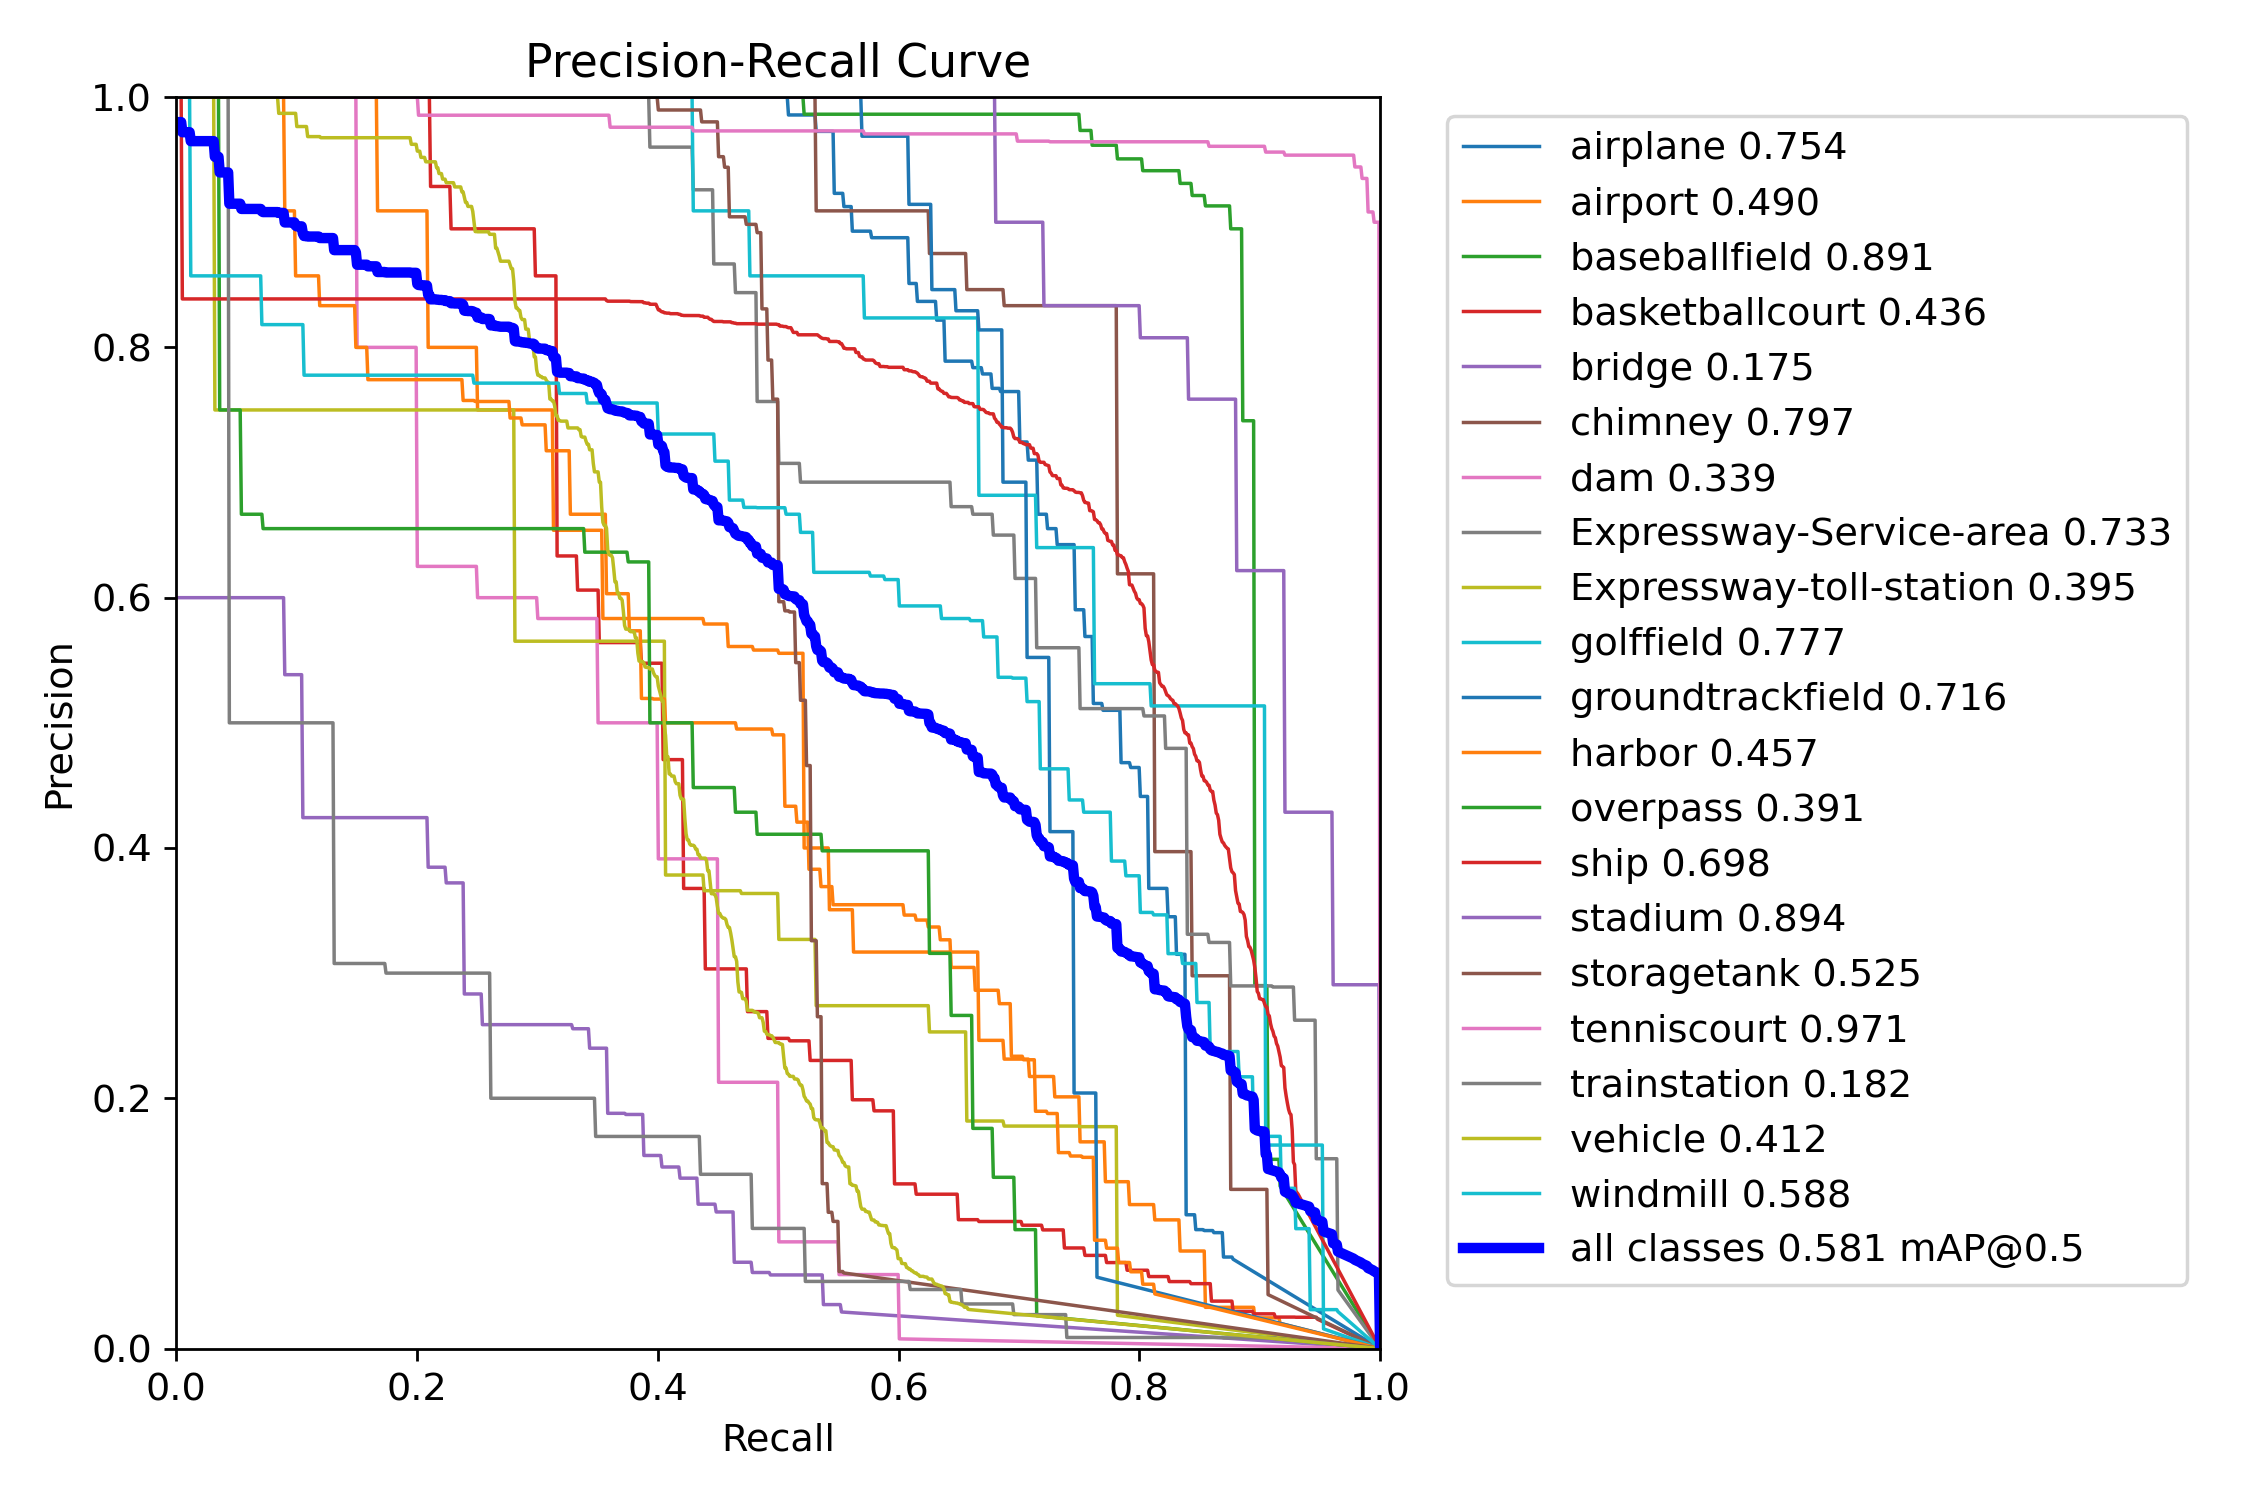 Precision-Recall Curve
1.0
0.8
0.6
0.4
0.2
0.0
Precision
0.0 0.2 0.4 0.6 0.8 1.0
Recall
airplane 0.754
airport 0.490
baseballfield 0.891
basketballcourt 0.436
bridge 0.175
chimney 0.797
dam 0.339
Expressway-Service-area 0.733
Expressway-toll-station 0.395
golffield 0.777
groundtrackfield 0.716
harbor 0.457
overpass 0.391
ship 0.698
stadium 0.894
storagetank 0.525
tenniscourt 0.971
trainstation 0.182
vehicle 0.412
windmill 0.588
all classes 0.581 mAP@0.5